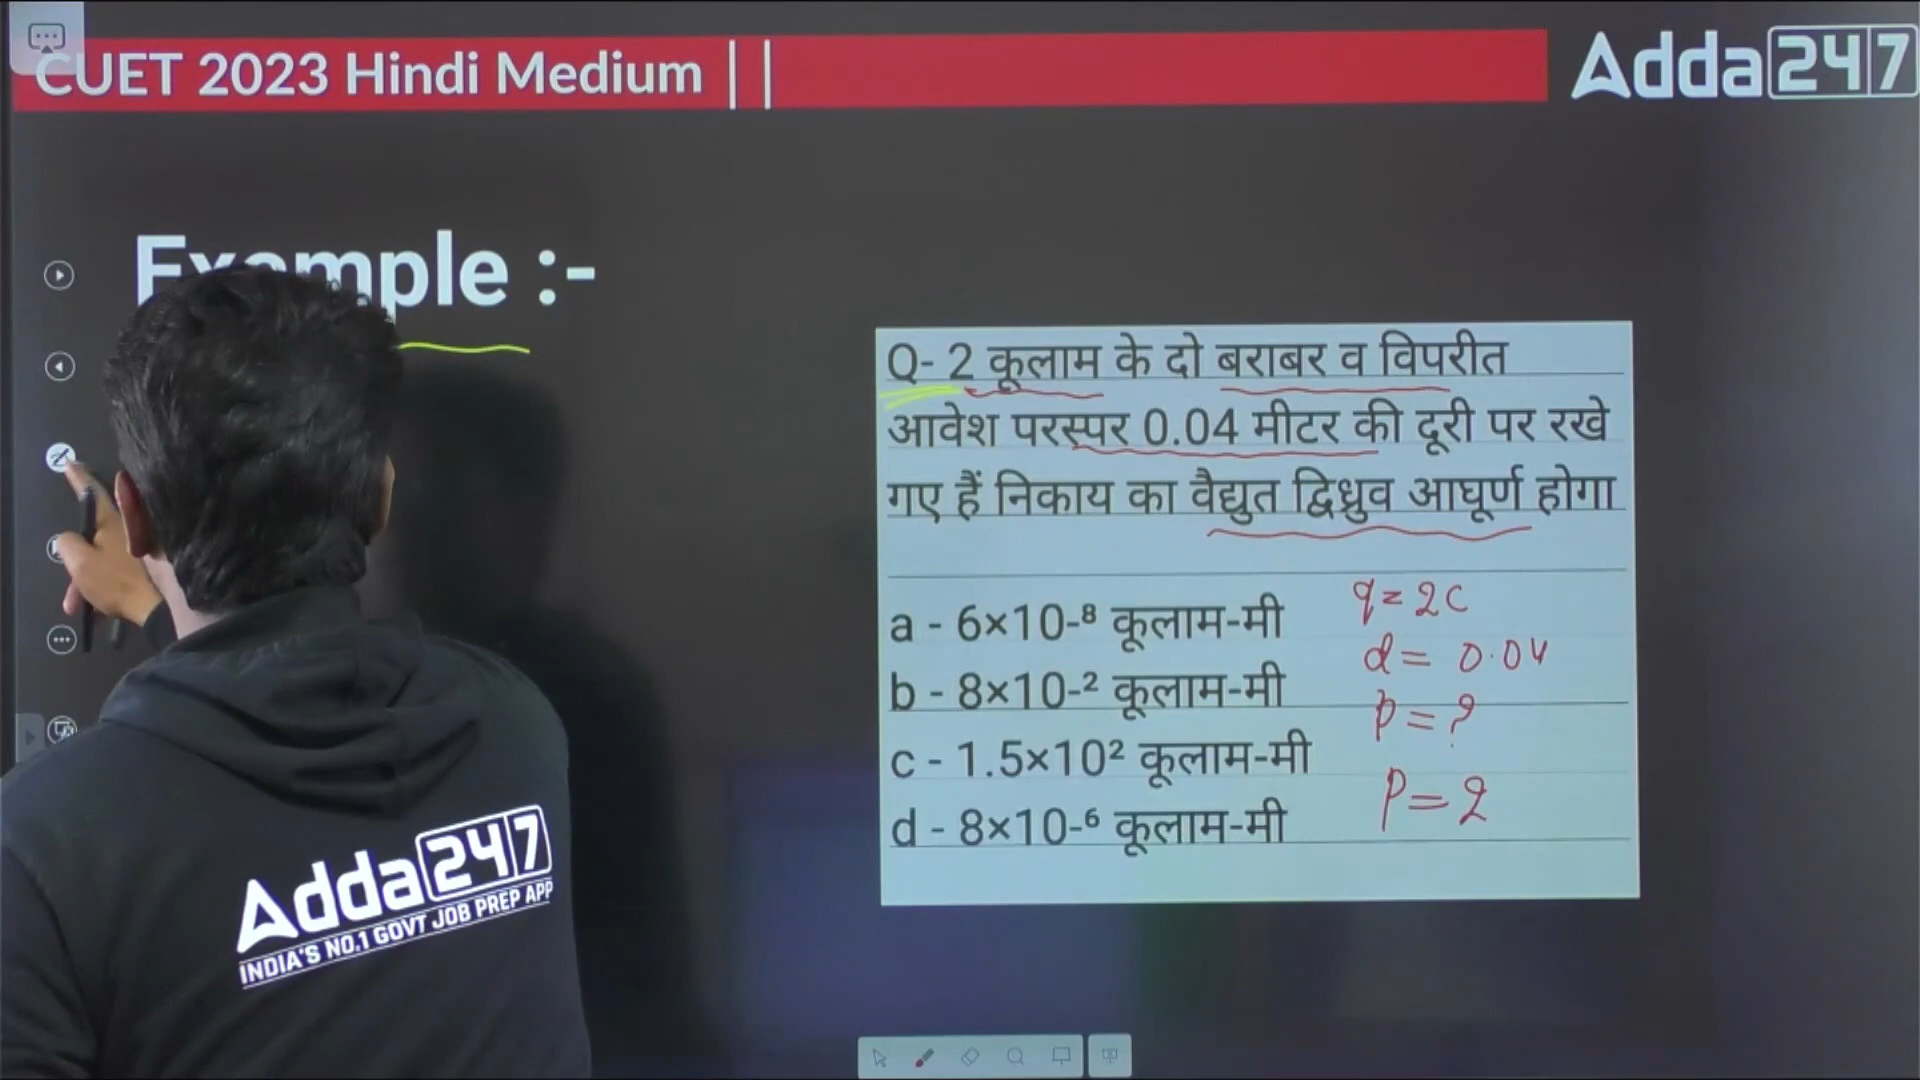 CUET 2023 Hindi Medium ||
Adda247
Example :-
Q- 2 कूलाम के दो बराबर व विपरीत
आवेश परस्पर 0.04 मीटर की दूरी पर रखे
गए हैं निकाय का वैद्युत द्विध्रुव आघूर्ण होगा
a - 6×10-⁸ कूलाम-मी
b - 8×10-² कूलाम-मी
c - 1.5×10² कूलाम-मी
d - 8×10-⁶ कूलाम-मी
q = 2C
d = 0.04
p = ?
P = 2
Adda247
INDIA'S NO.1 GOVT JOB PREP APP